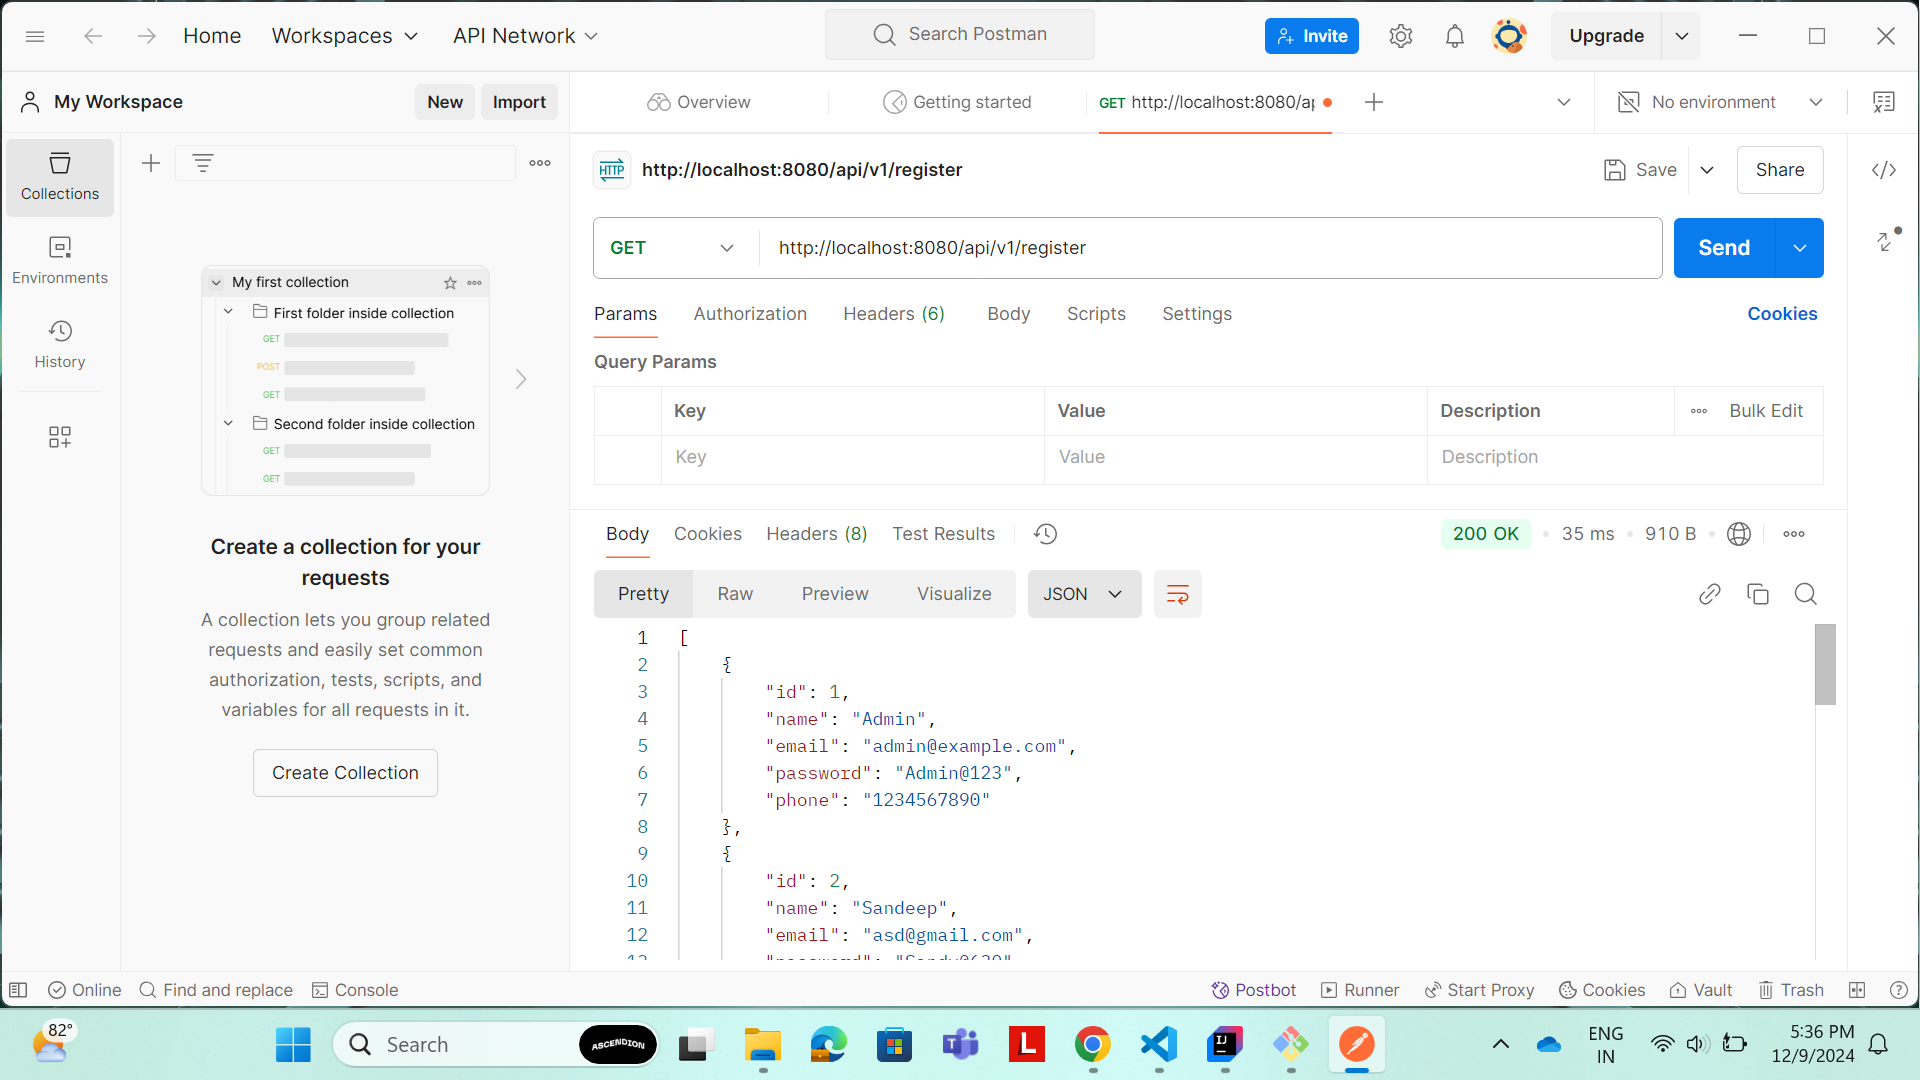 Home
Workspaces
API Network
Search Postman
Invite
Upgrade
My Workspace
New
Import
Overview
Getting started
GET http://localhost:8080/a
No environment
Collections
Environments
History
My first collection
First folder inside collection
GET
POST
GET
Second folder inside collection
GET
GET
Create a collection for your
requests
A collection lets you group related
requests and easily set common
authorization, tests, scripts, and
variables for all requests in it.
Create Collection
HTTP
http://localhost:8080/api/v1/register
Save
Share
GET
http://localhost:8080/api/v1/register
Send
Params
Authorization
Headers (6)
Body
Scripts
Settings
Cookies
Query Params
Key
Value
Description
Bulk Edit
Key
Value
Description
Body
Cookies
Headers (8)
Test Results
200 OK
35 ms
910 B
Pretty
Raw
Preview
Visualize
JSON
1 [
2 {
3 "id": 1,
4 "name": "Admin",
5 "email": "admin@example.com",
6 "password": "Admin@123",
7 "phone": "1234567890"
8 },
9 {
10 "id": 2,
11 "name": "Sandeep",
12 "email": "asd@gmail.com",
13 "password":
Online
Find and replace
Console
Postbot
Runner
Start Proxy
Cookies
Vault
Trash
82°
Search
ASCENDION
L
IJ
ENG
IN
5:36 PM
12/9/2024